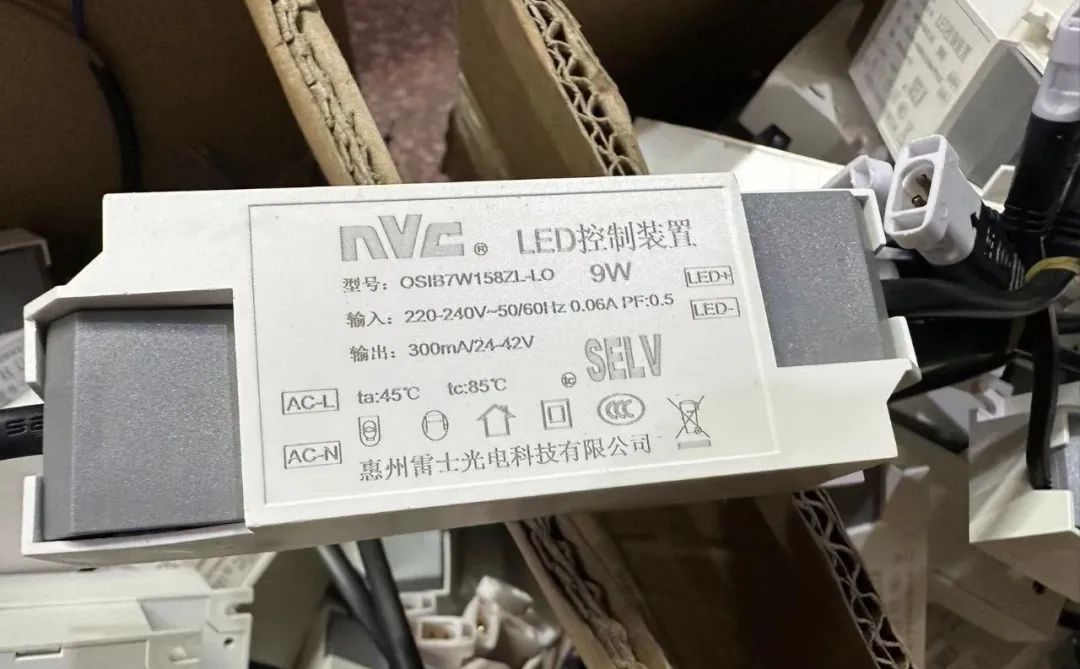 nVC ® LED控制装置
型号: OSIB7W158ZL-LO 9W
LED+
输入: 220-240V~50/60Hz 0.06A PF:0.5
LED-
输出: 300mA/24-42V
SELV
AC-L ta:45℃ tc:85℃ tc
CCC
AC-N
惠州雷士光电科技有限公司